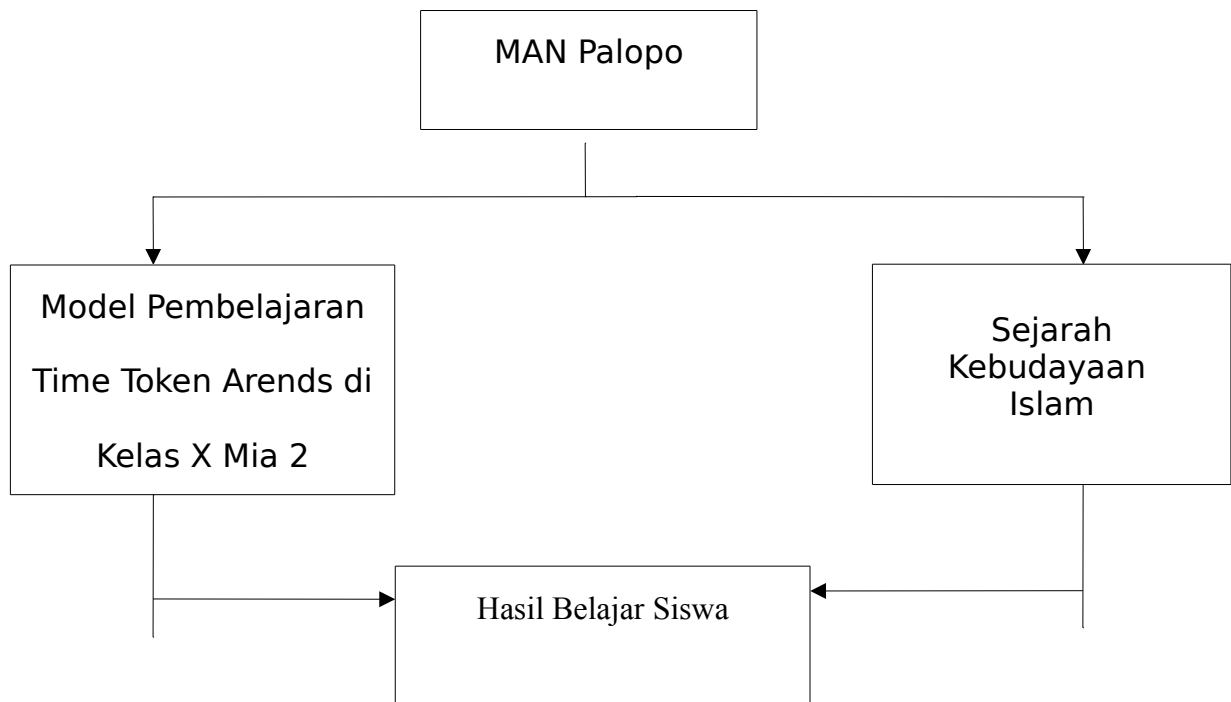 MAN Palopo
Model Pembelajaran
Time Token Arends di
Kelas X Mia 2
Sejarah
Kebudayaan
Islam
Hasil Belajar Siswa